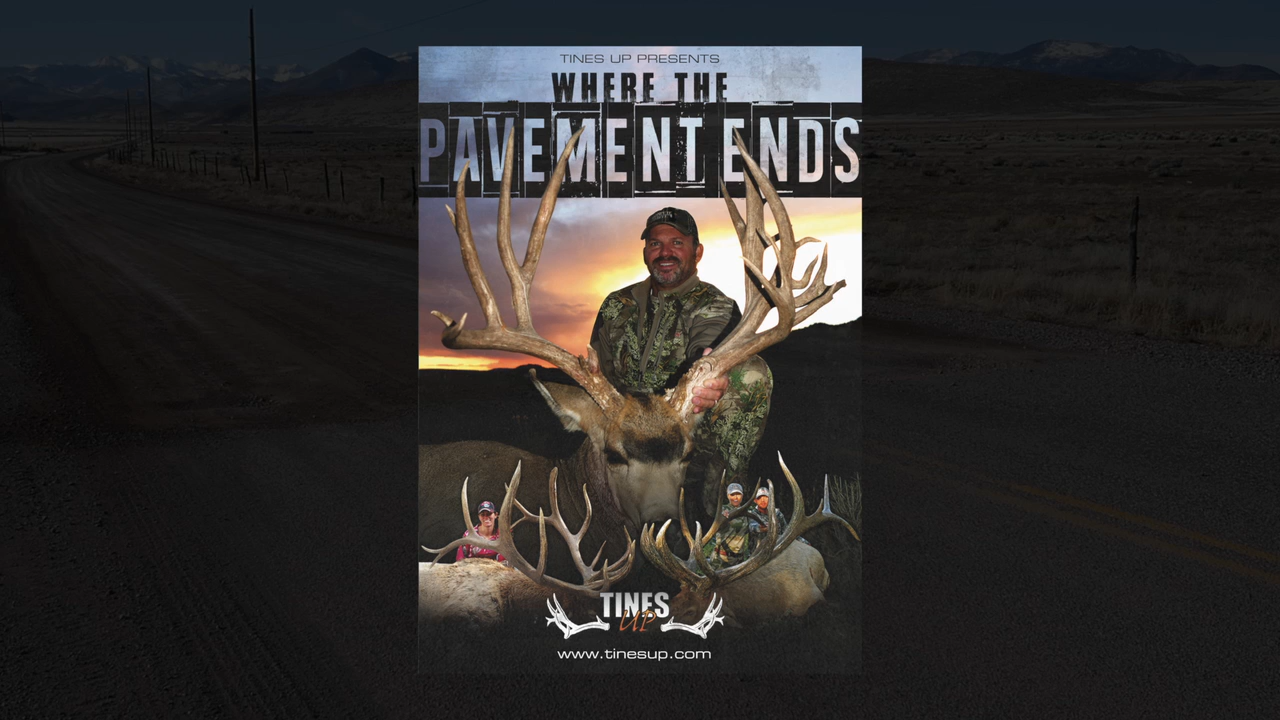 TINES UP PRESENTS
WHERE THE
PAVEMENT ENDS
TINES
UP
www.tinesup.com